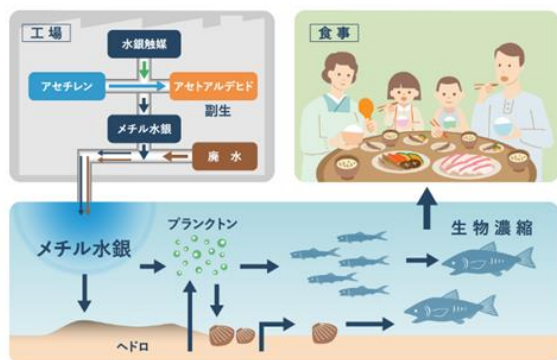 工場
水銀触媒
アセチレン
アセトアルデヒド
副生
メチル水銀
廃水
食事
メチル水銀
プランクトン
生物濃縮
ヘドロ